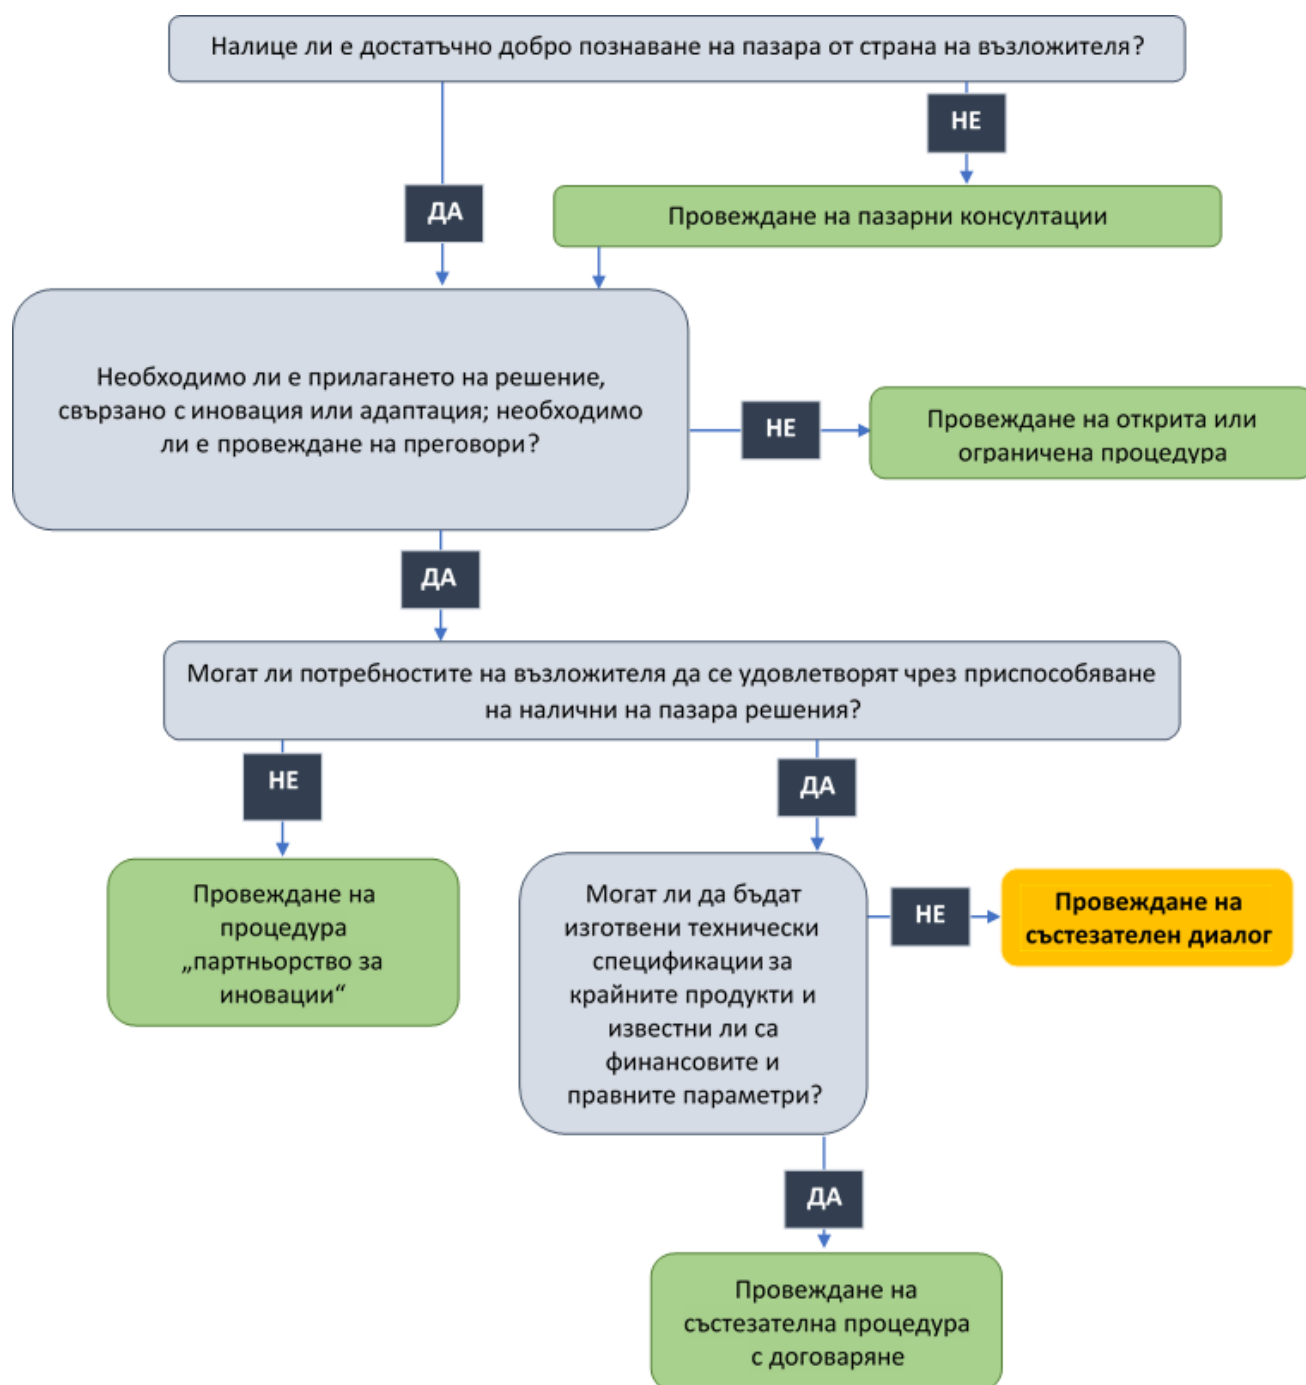 Налице ли е достатъчно добро познаване на пазара от страна на възложителя?
НЕ
ДА
Провеждане на пазарни консултации
Необходимо ли е прилагането на решение,
свързано с иновация или адаптация; необходимо
ли е провеждане на преговори?
НЕ
Провеждане на открита или
ограничена процедура
ДА
Могат ли потребностите на възложителя да се удовлетворят чрез приспособяване
на налични на пазара решения?
НЕ
ДА
Провеждане на
процедура
„партньорство за
иновации“
Могат ли да бъдат
изготвени технически
спецификации за
крайните продукти и
известни ли са
финансовите и
правните параметри?
НЕ
Провеждане на
състезателен диалог
ДА
Провеждане на
състезателна процедура
с договаряне